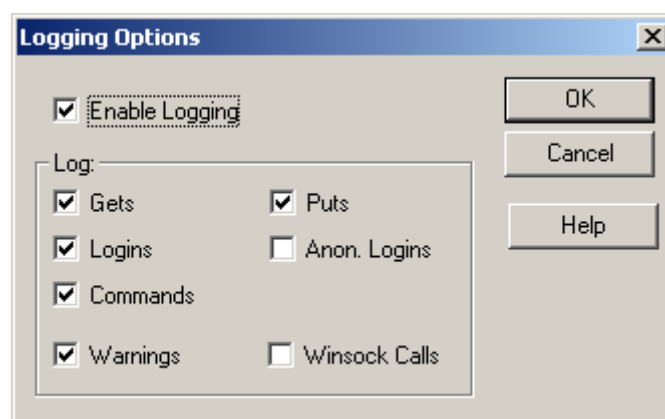 Logging Options
Enable Logging
OK
Cancel
Help
Log:
Gets
Puts
Logins
Anon. Logins
Commands
Warnings
Winsock Calls